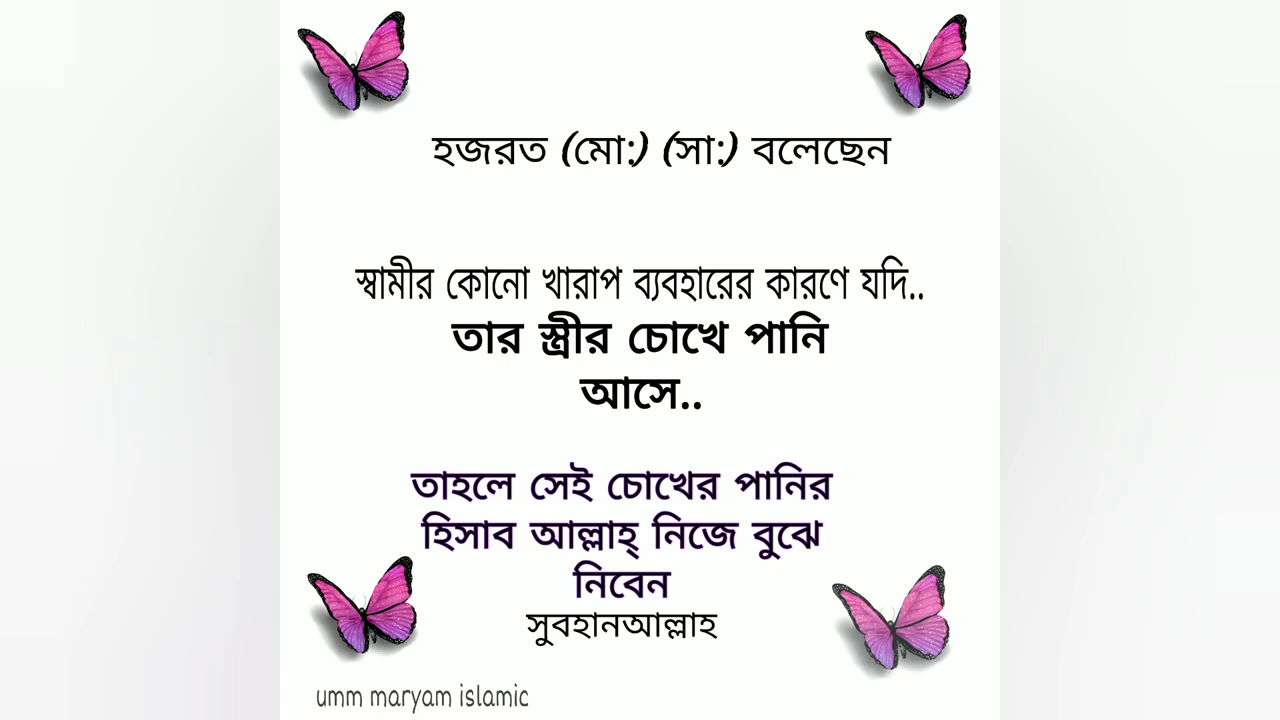 হজরত (মো:) (সা:) বলেছেন
স্বামীর কোনো খারাপ ব্যবহারের কারণে যদি..
তার স্ত্রীর চোখে পানি
আসে..
তাহলে সেই চোখের পানির
হিসাব আল্লাহ্ নিজে বুঝে
নিবেন
সুবহানআল্লাহ
umm maryam islamic